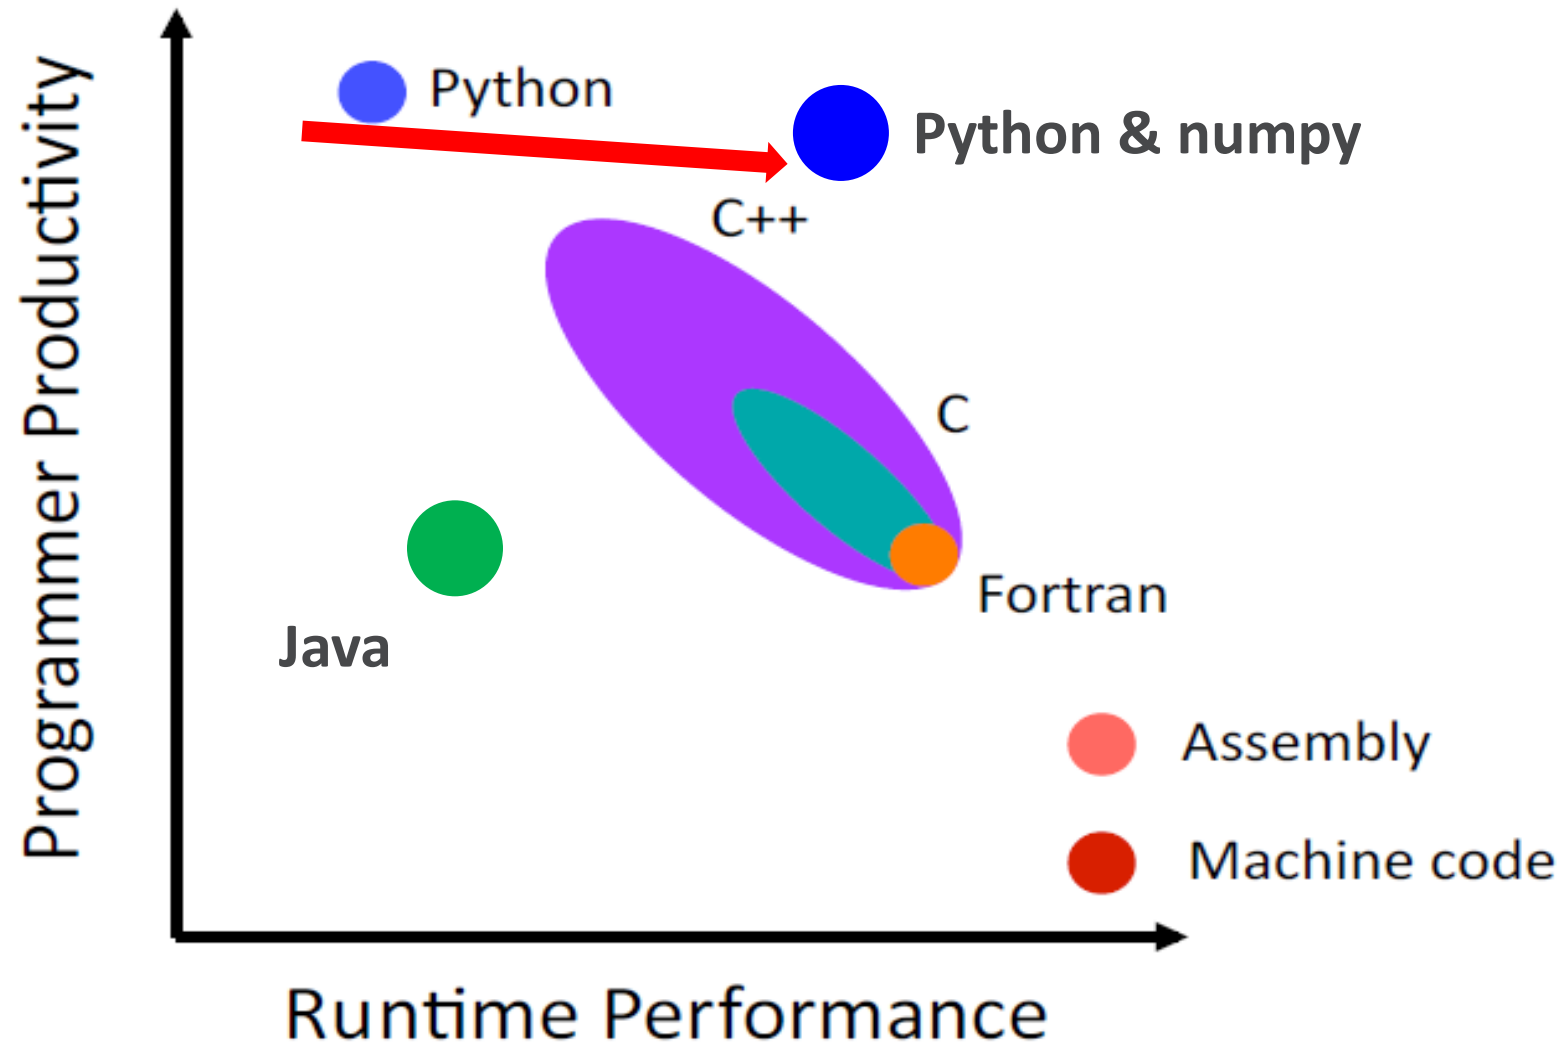 Programmer Productivity
Python
Python & numpy
C++
C
Java
Fortran
Assembly
Machine code
Runtime Performance